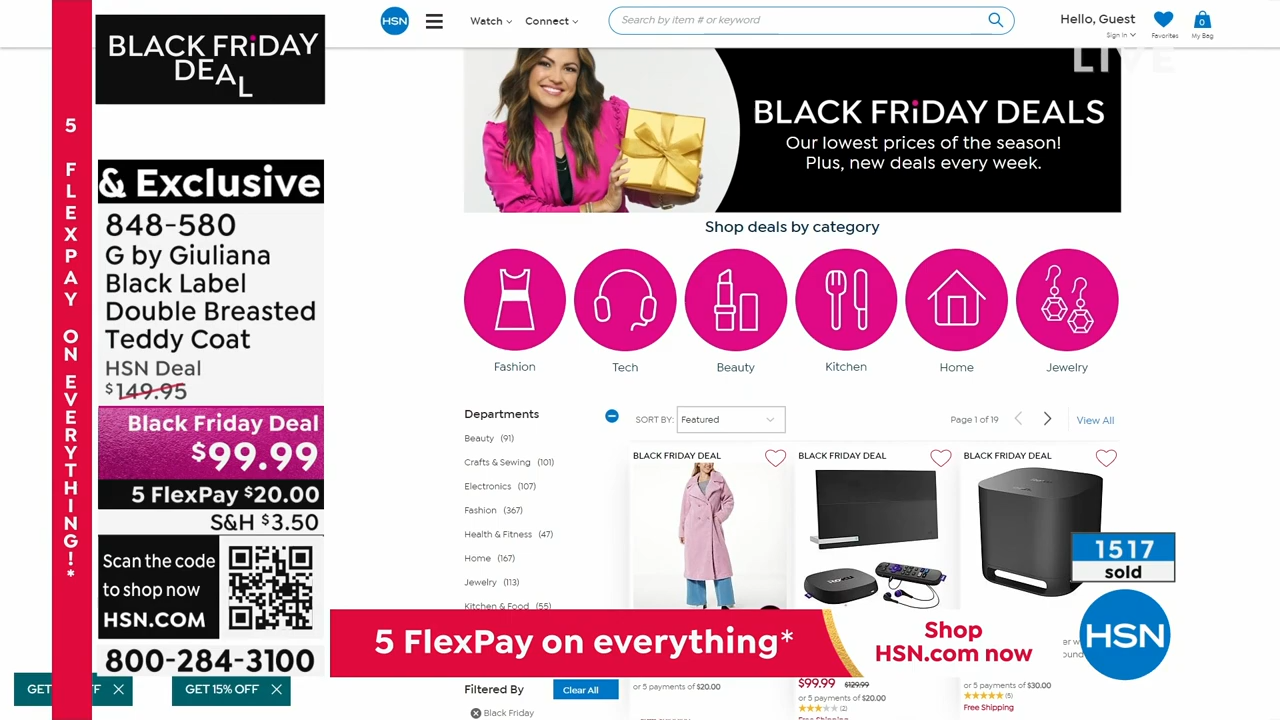 BLACK FRiDAY
DEAL
5 FLEXPAY ON EVERYTHING!*
& Exclusive
848-580
G by Giuliana
Black Label
Double Breasted
Teddy Coat
HSN Deal
$149.95
Black Friday Deal
$99.99
5 FlexPay $20.00
S&H $3.50
Scan the code
to shop now
HSN.COM
800-284-3100
GET
FF
GET 15% OFF
HSN
Watch
Connect
Search by item # or keyword
Hello, Guest
Sign In
Favorites
0
My Bag
LIVE
BLACK FRiDAY DEALS
Our lowest prices of the season!
Plus, new deals every week.
Shop deals by category
Fashion
Tech
Beauty
Kitchen
Home
Jewelry
Departments
Beauty (91)
Crafts & Sewing (101)
Electronics (107)
Fashion (367)
Health & Fitness (47)
Home (167)
Jewelry (113)
Kitchen & Food (55)
Filtered By
Clear All
Black Friday
SORT BY: Featured
Page 1 of 19
View All
BLACK FRIDAY DEAL
BLACK FRIDAY DEAL
BLACK FRIDAY DEAL
1517
sold
5 FlexPay on everything*
Shop
HSN.com now
HSN
or 5 payments of $20.00
$99.99 $129.99
or 5 payments of $20.00
(2)
Free Shipping
or 5 payments of $30.00
(5)
Free Shipping